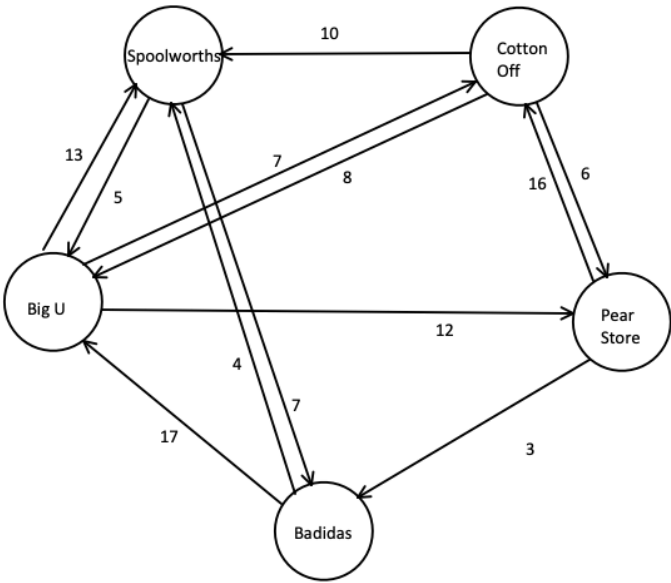 10
Spoolworths
Cotton
Off
13
7
8
6
16
5
Big U
Pear
Store
12
4
7
17
3
Badidas